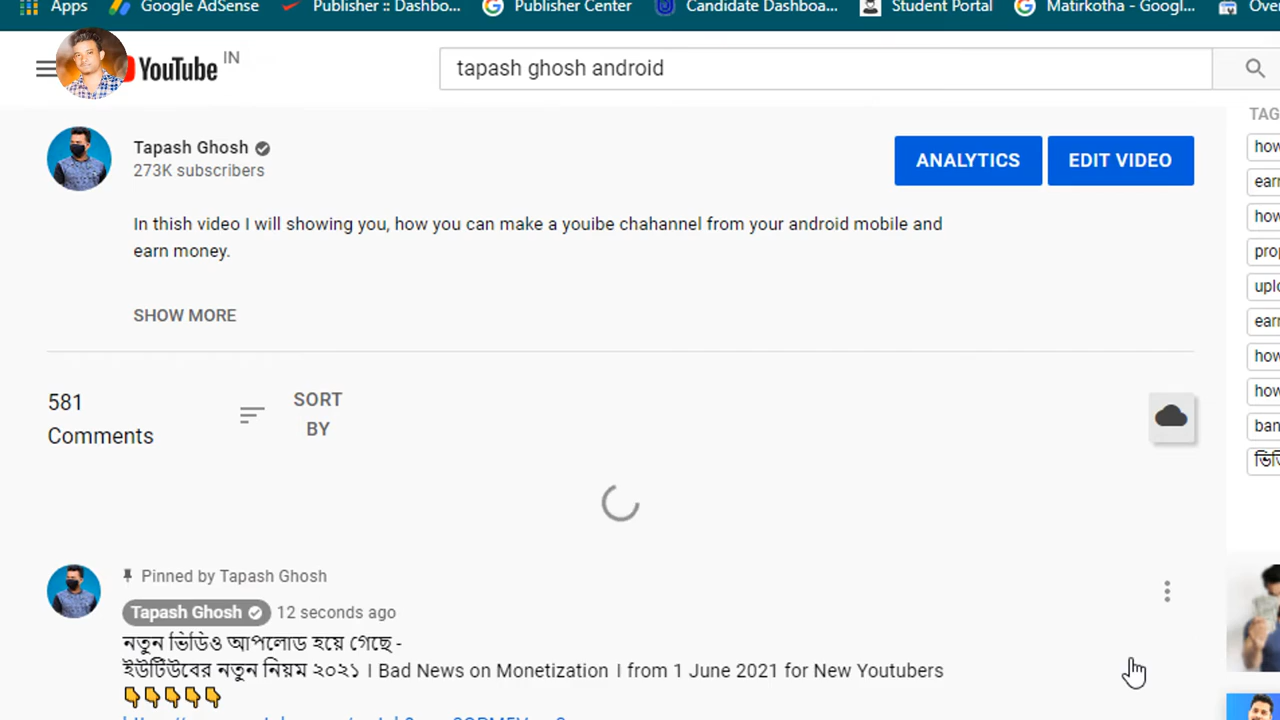 Apps Google AdSense Publisher :: Dashbo... Publisher Center Candidate Dashboa... Student Portal Matirkotha - Googl...
YouTube IN
tapash ghosh android
Tapash Ghosh
273K subscribers
ANALYTICS EDIT VIDEO
In thish video I will showing you, how you can make a youibe chahannel from your android mobile and
earn money.
SHOW MORE
581
Comments
SORT
BY
Pinned by Tapash Ghosh
Tapash Ghosh 12 seconds ago
নতুন ভিডিও আপলোড হয়ে গেছে -
ইউটিউবের নতুন নিয়ম ২০২১ । Bad News on Monetization । from 1 June 2021 for New Youtubers
👇👇👇👇👇